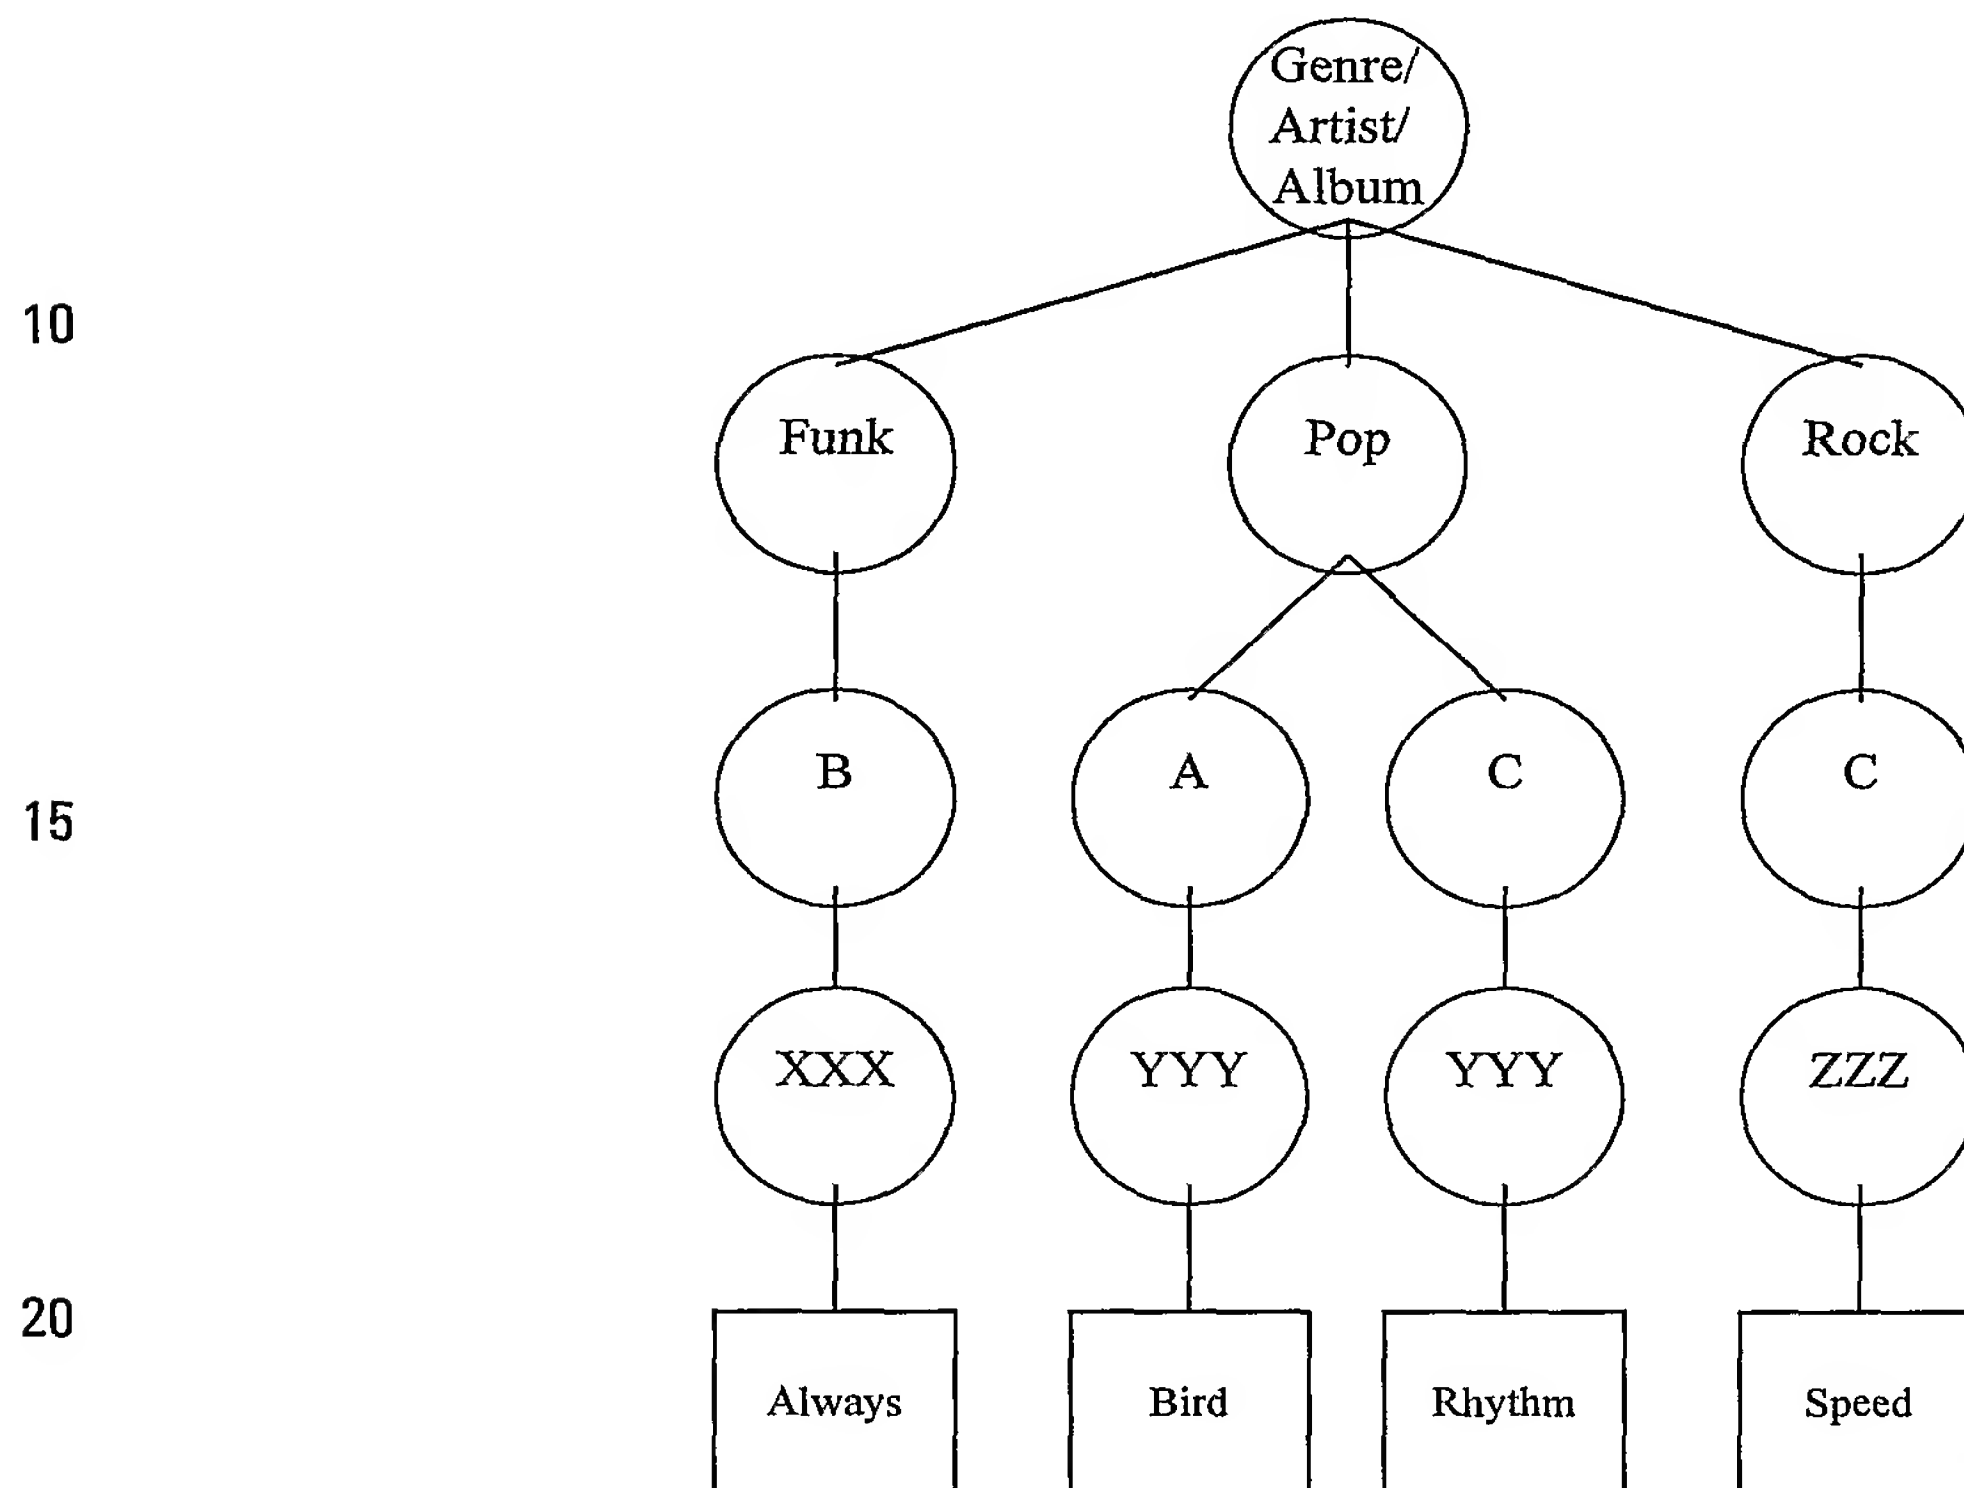 Genre/
Artist/
Album
10
Funk Pop Rock
B A C C
15
XXX YYY YYY ZZZ
20
Always Bird Rhythm Speed